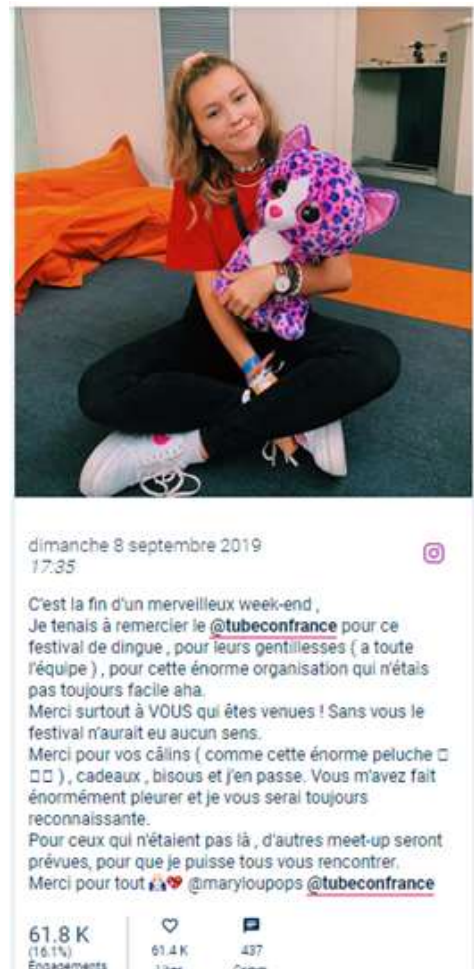 dimanche 8 septembre 2019
17:35
C'est la fin d'un merveilleux week-end ,
Je tenais à remercier le @tubeconfrance pour ce
festival de dingue , pour leurs gentillesses ( a toute
l'équipe ) , pour cette énorme organisation qui n'étais
pas toujours facile aha.
Merci surtout à VOUS qui êtes venues ! Sans vous le
festival n'aurait eu aucun sens.
Merci pour vos câlins ( comme cette énorme peluche □
□□□ ) , cadeaux , bisous et j'en passe. Vous m'avez fait
énormément pleurer et je vous serai toujours
reconnaissante.
Pour ceux qui n'étaient pas là , d'autres meet-up seront
prévues, pour que je puisse tous vous rencontrer.
Merci pour tout @maryloupops @tubeconfrance
61.8 K
(16.1%)
Engagements
61.4 K
Likes
437
Comm.